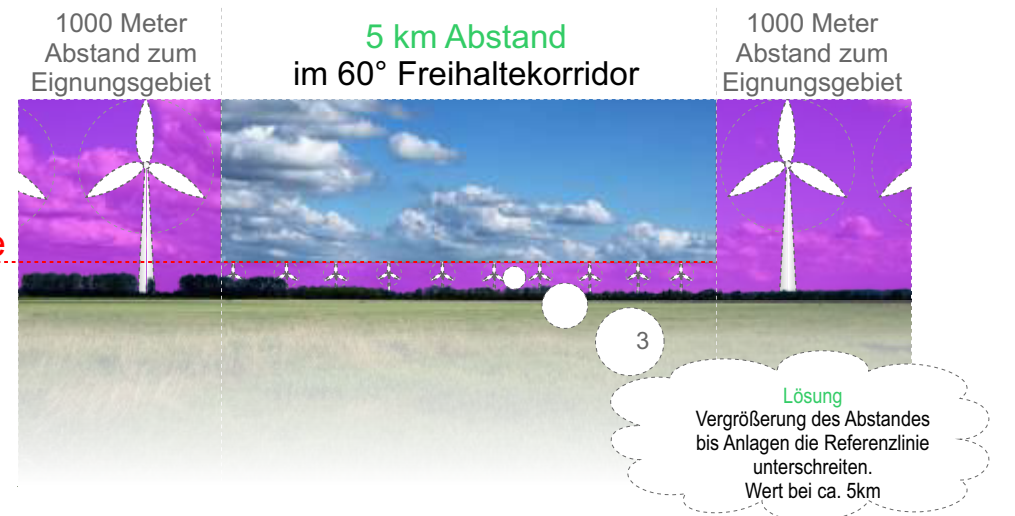 1000 Meter
Abstand zum
Eignungsgebiet
5 km Abstand
im 60° Freihaltekorridor
1000 Meter
Abstand zum
Eignungsgebiet
e
3
Lösung
Vergrößerung des Abstandes
bis Anlagen die Referenzlinie
unterschreiten.
Wert bei ca. 5km